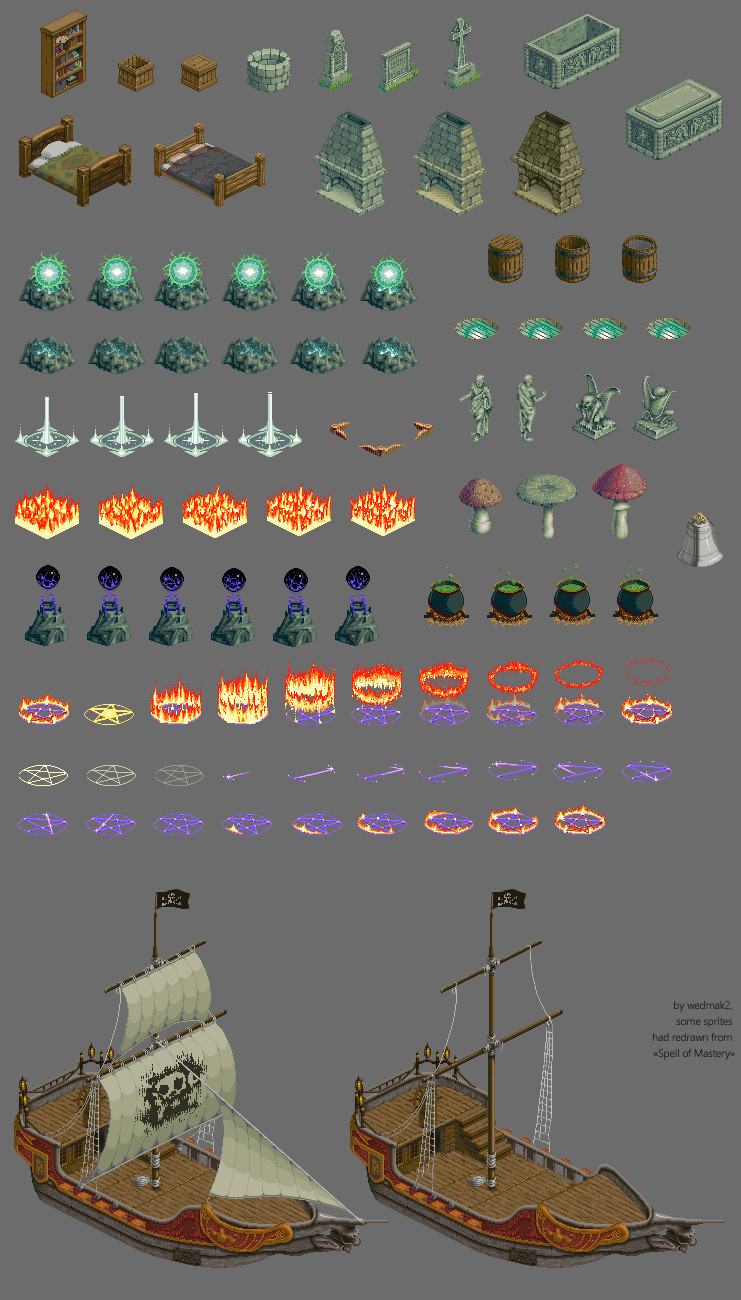 by wedmak2,
some sprites
had redrawn from
«Spell of Mastery»